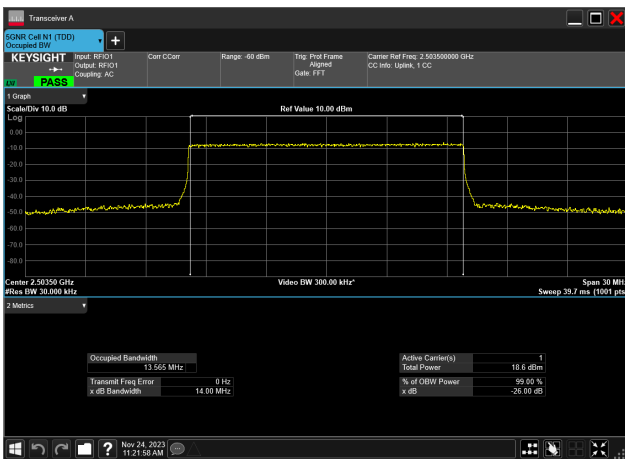 Transceiver A
5GNR Cell N1 (TDD)
Occupied BW
KEYSIGHT
PASS
Input: RFIO1
Output: RFIO1
Coupling: AC
Corr CCorr
Range: -60 dBm
Trig: Prot Frame
Aligned
Gate: FFT
Carrier Ref Freq: 2.503500000 GHz
CC Info: Uplink, 1 CC
1 Graph
Scale/Div 10.0 dB
Ref Value 10.00 dBm
Log
0.00
-10.0
-20.0
-30.0
-40.0
-50.0
-60.0
-70.0
-80.0
Center 2.50350 GHz
Video BW 300.00 kHz*
Span 30 MHz
#Res BW 30.000 kHz
Sweep 39.7 ms (1001 pts
2 Metrics
Occupied Bandwidth
13.565 MHz
Transmit Freq Error 0 Hz
x dB Bandwidth 14.00 MHz
Active Carrier(s) 1
Total Power 18.6 dBm
% of OBW Power 99.00 %
x dB -26.00 dB
Nov 24, 2023
11:21:58 AM